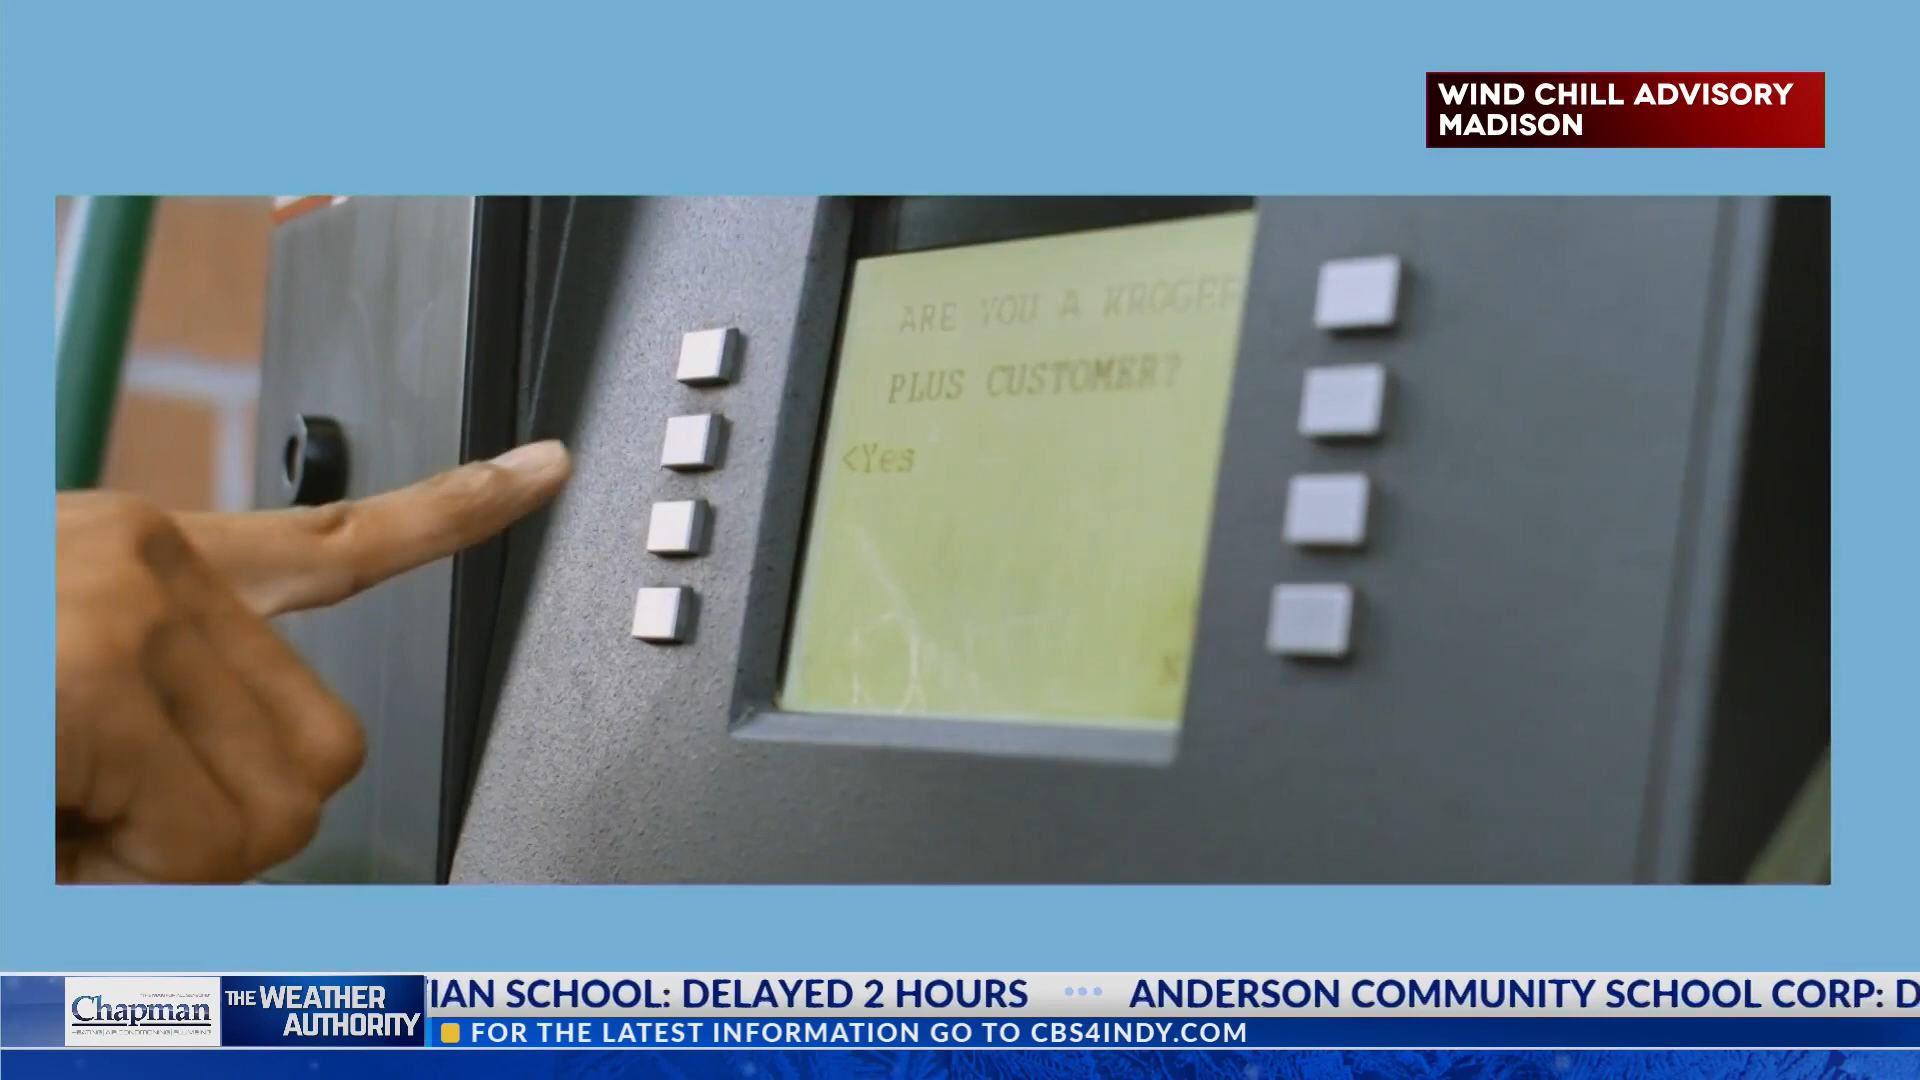 WIND CHILL ADVISORY
MADISON
ARE YOU A KROGER
PLUS CUSTOMER?
<Yes
Chapman
THE WEATHER
AUTHORITY
IAN SCHOOL: DELAYED 2 HOURS ••• ANDERSON COMMUNITY SCHOOL CORP: D
FOR THE LATEST INFORMATION GO TO CBS4INDY.COM